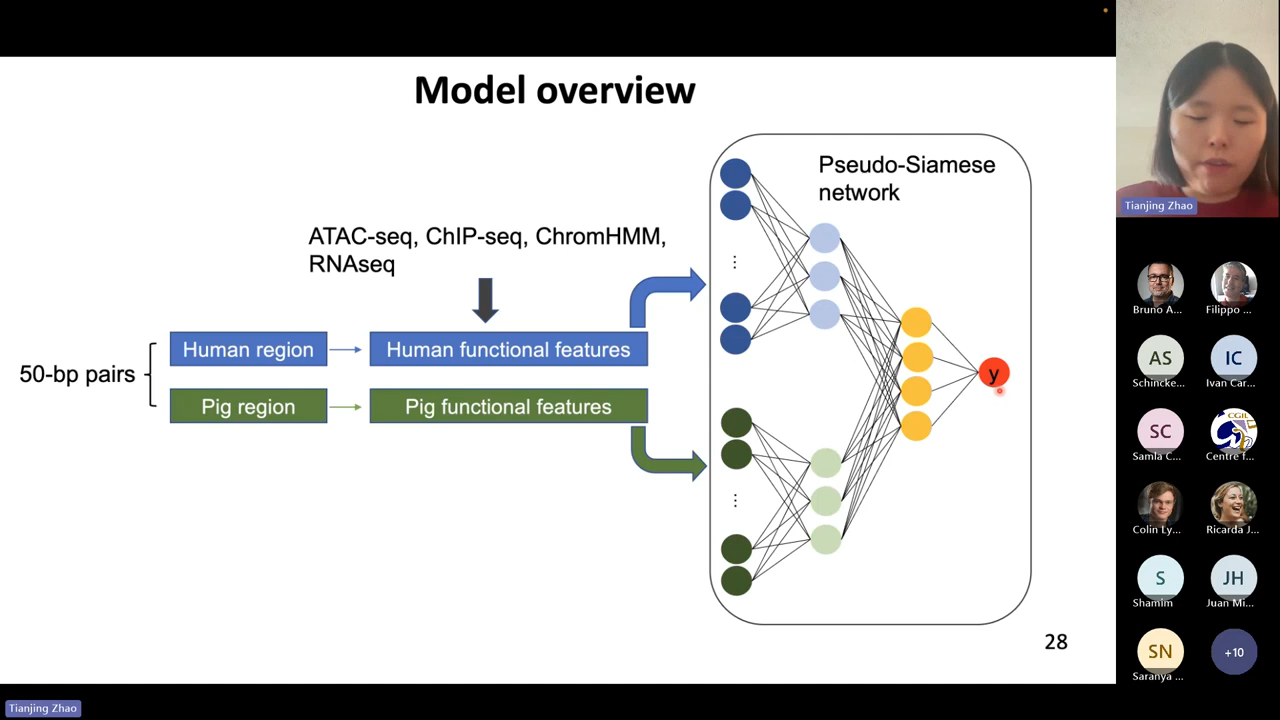 Model overview
Pseudo-Siamese
network
ATAC-seq, ChIP-seq, ChromHMM,
RNAseq
50-bp pairs
Human region
Human functional features
Pig region
Pig functional features
y
28
Tianjing Zhao
Bruno A...
Filippo ...
AS
IC
Schincke...
Ivan Car...
SC
CGIL
Samla C...
Centre f...
Colin Ly...
Ricarda J...
S
JH
Shamim
Juan Mi...
SN
+10
Saranya ...
Tianjing Zhao